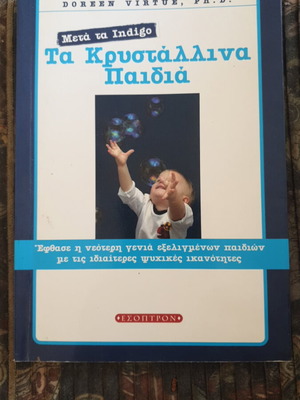 DOREEN VIRTUE, PH.D.
Μετά τα Indigo
Τα Κρυστάλλινα
Παιδιά
Έφθασε η νεότερη γενιά εξελιγμένων παιδιών
με τις ιδιαίτερες ψυχικές ικανότητες
ΕΣΟΠΤΡΟΝ